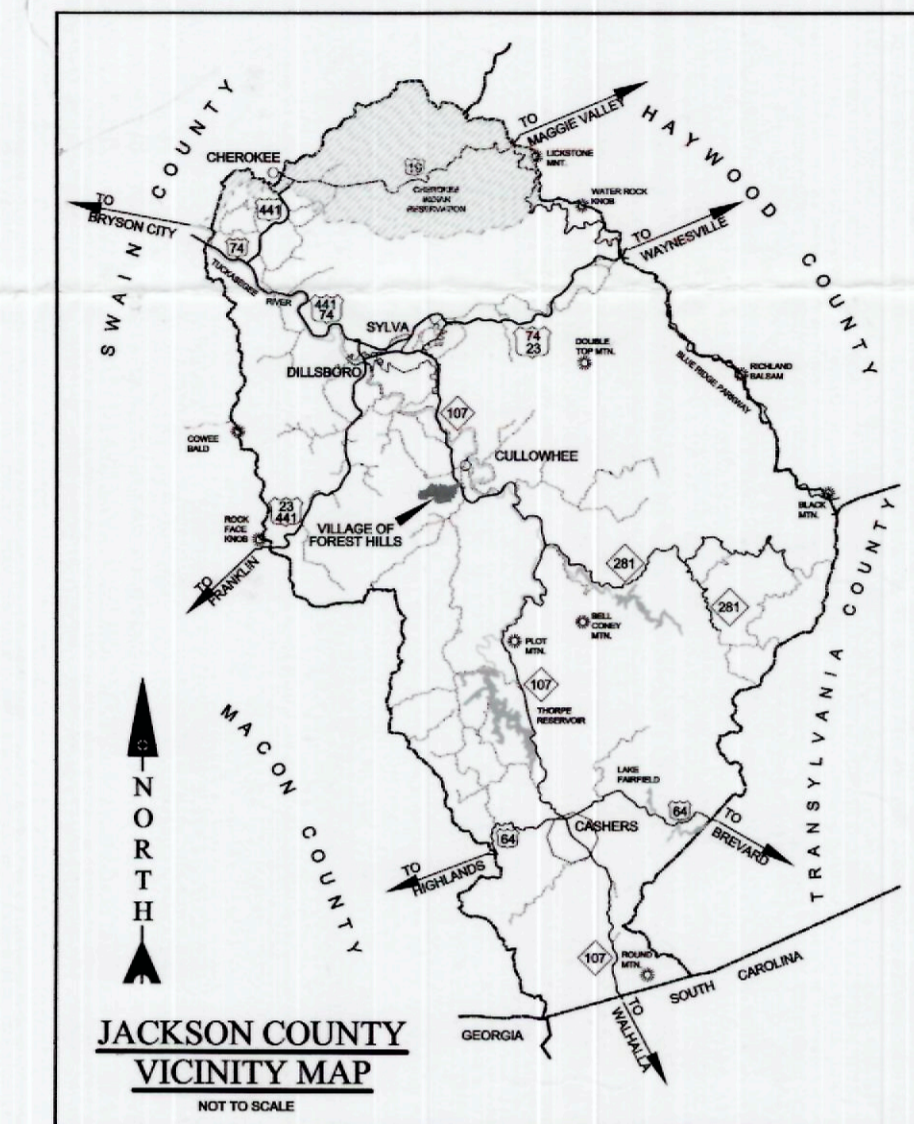 TO
MAGGIE VALLEY
HAYWOOD COUNTY
SWAIN COUNTY
CHEROKEE
19
LICKSTONE
MNT.
CHEROKEE
INDIAN
RESERVATION
WATER ROCK
KNOB
TO
BRYSON CITY
441
74
TO
WAYNESVILLE
TUCKASEGEE
RIVER
441
74
SYLVA
74
23
DOUBLE
TOP MTN.
DILLSBORO
BLUE RIDGE PARKWAY
RICHLAND
BALSAM
107
COWEE
BALD
CULLOWHEE
BLACK
MTN.
23
441
ROCK
FACE
KNOB
VILLAGE OF
FOREST HILLS
TO
FRANKLIN
281
281
TRANSYLVANIA COUNTY
BELL
CONEY
MTN.
PLOT
MTN.
107
THORPE
RESERVOIR
MACON COUNTY
NORTH
LAKE
FAIRFIELD
64
TO
BREVARD
CASHERS
64
TO
HIGHLANDS
107
ROUND
MTN.
SOUTH CAROLINA
TO
WALHALLA
GEORGIA
JACKSON COUNTY
VICINITY MAP
NOT TO SCALE